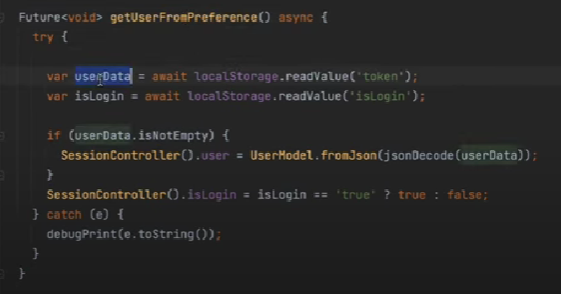 Future<void> getUserFromPreference() async {
try {
var userData = await localStorage.readValue('token');
var isLogin = await localStorage.readValue('isLogin');
if (userData.isNotEmpty) {
SessionController().user = UserModel.fromJson(jsonDecode(userData));
}
SessionController().isLogin = isLogin == 'true' ? true : false;
} catch (e) {
debugPrint(e.toString());
}
}